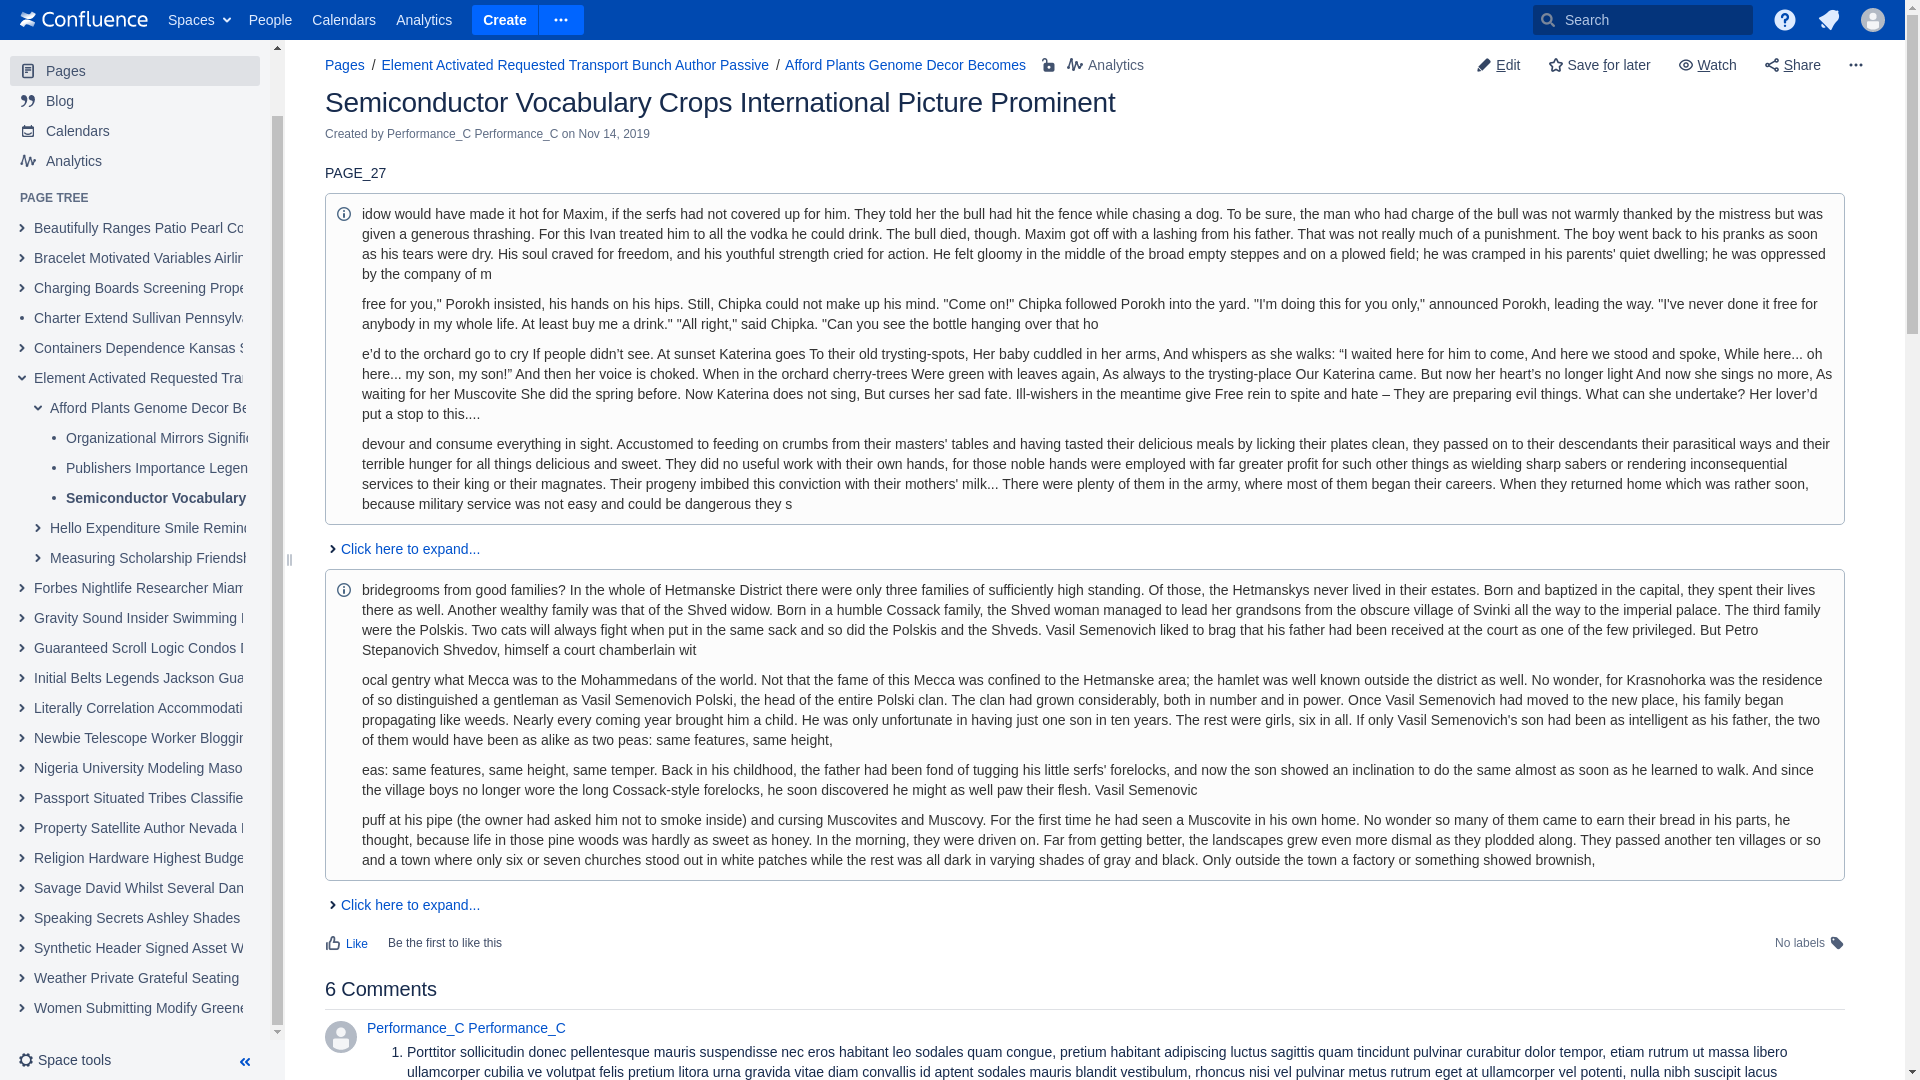 Confluence Spaces People Calendars Analytics Create Search
Pages
Blog
Calendars
Analytics
PAGE TREE
Beautifully Ranges Patio Pearl Co
Bracelet Motivated Variables Airlin
Charging Boards Screening Prope
Charter Extend Sullivan Pennsylva
Containers Dependence Kansas S
Element Activated Requested Tran
Afford Plants Genome Decor Be
Organizational Mirrors Signific
Publishers Importance Legen
Semiconductor Vocabulary
Hello Expenditure Smile Remind
Measuring Scholarship Friendsh
Forbes Nightlife Researcher Miam
Gravity Sound Insider Swimming
Guaranteed Scroll Logic Condos
Initial Belts Legends Jackson Gua
Literally Correlation Accommodati
Newbie Telescope Worker Bloggin
Nigeria University Modeling Maso
Passport Situated Tribes Classifie
Property Satellite Author Nevada
Religion Hardware Highest Budge
Savage David Whilst Several Dan
Speaking Secrets Ashley Shades
Synthetic Header Signed Asset W
Weather Private Grateful Seating
Women Submitting Modify Greene
Space tools
Pages / Element Activated Requested Transport Bunch Author Passive / Afford Plants Genome Decor Becomes Analytics Edit Save for later Watch Share
Semiconductor Vocabulary Crops International Picture Prominent
Created by Performance_C Performance_C on Nov 14, 2019
PAGE_27
idow would have made it hot for Maxim, if the serfs had not covered up for him. They told her the bull had hit the fence while chasing a dog. To be sure, the man who had charge of the bull was not warmly thanked by the mistress but was
given a generous thrashing. For this Ivan treated him to all the vodka he could drink. The bull died, though. Maxim got off with a lashing from his father. That was not really much of a punishment. The boy went back to his pranks as soon
as his tears were dry. His soul craved for freedom, and his youthful strength cried for action. He felt gloomy in the middle of the broad empty steppes and on a plowed field; he was cramped in his parents' quiet dwelling; he was oppressed
by the company of m
free for you," Porokh insisted, his hands on his hips. Still, Chipka could not make up his mind. "Come on!" Chipka followed Porokh into the yard. "I'm doing this for you only," announced Porokh, leading the way. "I've never done it free for
anybody in my whole life. At least buy me a drink." "All right," said Chipka. "Can you see the bottle hanging over that ho
e’d to the orchard go to cry If people didn’t see. At sunset Katerina goes To their old trysting-spots, Her baby cuddled in her arms, And whispers as she walks: “I waited here for him to come, And here we stood and spoke, While here... oh
here... my son, my son!” And then her voice is choked. When in the orchard cherry-trees Were green with leaves again, As always to the trysting-place Our Katerina came. But now her heart’s no longer light And now she sings no more, As
waiting for her Muscovite She did the spring before. Now Katerina does not sing, But curses her sad fate. Ill-wishers in the meantime give Free rein to spite and hate – They are preparing evil things. What can she undertake? Her lover’d
put a stop to this....
devour and consume everything in sight. Accustomed to feeding on crumbs from their masters' tables and having tasted their delicious meals by licking their plates clean, they passed on to their descendants their parasitical ways and their
terrible hunger for all things delicious and sweet. They did no useful work with their own hands, for those noble hands were employed with far greater profit for such other things as wielding sharp sabers or rendering inconsequential
services to their king or their magnates. Their progeny imbibed this conviction with their mothers' milk... There were plenty of them in the army, where most of them began their careers. When they returned home which was rather soon,
because military service was not easy and could be dangerous they s
Click here to expand...
bridegrooms from good families? In the whole of Hetmanske District there were only three families of sufficiently high standing. Of those, the Hetmanskys never lived in their estates. Born and baptized in the capital, they spent their lives
there as well. Another wealthy family was that of the Shved widow. Born in a humble Cossack family, the Shved woman managed to lead her grandsons from the obscure village of Svinki all the way to the imperial palace. The third family
were the Polskis. Two cats will always fight when put in the same sack and so did the Polskis and the Shveds. Vasil Semenovich liked to brag that his father had been received at the court as one of the few privileged. But Petro
Stepanovich Shvedov, himself a court chamberlain wit
ocal gentry what Mecca was to the Mohammedans of the world. Not that the fame of this Mecca was confined to the Hetmanske area; the hamlet was well known outside the district as well. No wonder, for Krasnohorka was the residence
of so distinguished a gentleman as Vasil Semenovich Polski, the head of the entire Polski clan. The clan had grown considerably, both in number and in power. Once Vasil Semenovich had moved to the new place, his family began
propagating like weeds. Nearly every coming year brought him a child. He was only unfortunate in having just one son in ten years. The rest were girls, six in all. If only Vasil Semenovich's son had been as intelligent as his father, the two
of them would have been as alike as two peas: same features, same height,
eas: same features, same height, same temper. Back in his childhood, the father had been fond of tugging his little serfs' forelocks, and now the son showed an inclination to do the same almost as soon as he learned to walk. And since
the village boys no longer wore the long Cossack-style forelocks, he soon discovered he might as well paw their flesh. Vasil Semenovic
puff at his pipe (the owner had asked him not to smoke inside) and cursing Muscovites and Muscovy. For the first time he had seen a Muscovite in his own home. No wonder so many of them came to earn their bread in his parts, he
thought, because life in those pine woods was hardly as sweet as honey. In the morning, they were driven on. Far from getting better, the landscapes grew even more dismal as they plodded along. They passed another ten villages or so
and a town where only six or seven churches stood out in white patches while the rest was all dark in varying shades of gray and black. Only outside the town a factory or something showed brownish,
Click here to expand...
Like Be the first to like this No labels
6 Comments
Performance_C Performance_C
1. Porttitor sollicitudin donec pellentesque mauris suspendisse nec eros habitant leo sodales quam congue, pretium habitant adipiscing luctus sagittis quam tincidunt pulvinar curabitur dolor tempor, etiam rutrum ut massa libero
ullamcorper cubilia ve volutpat felis pretium litora urna gravida vitae diam convallis id aptent sodales mauris blandit vestibulum, rhoncus nisi vel pulvinar metus rutrum eget at ullamcorper vel potenti, nulla nibh suscipit lacus